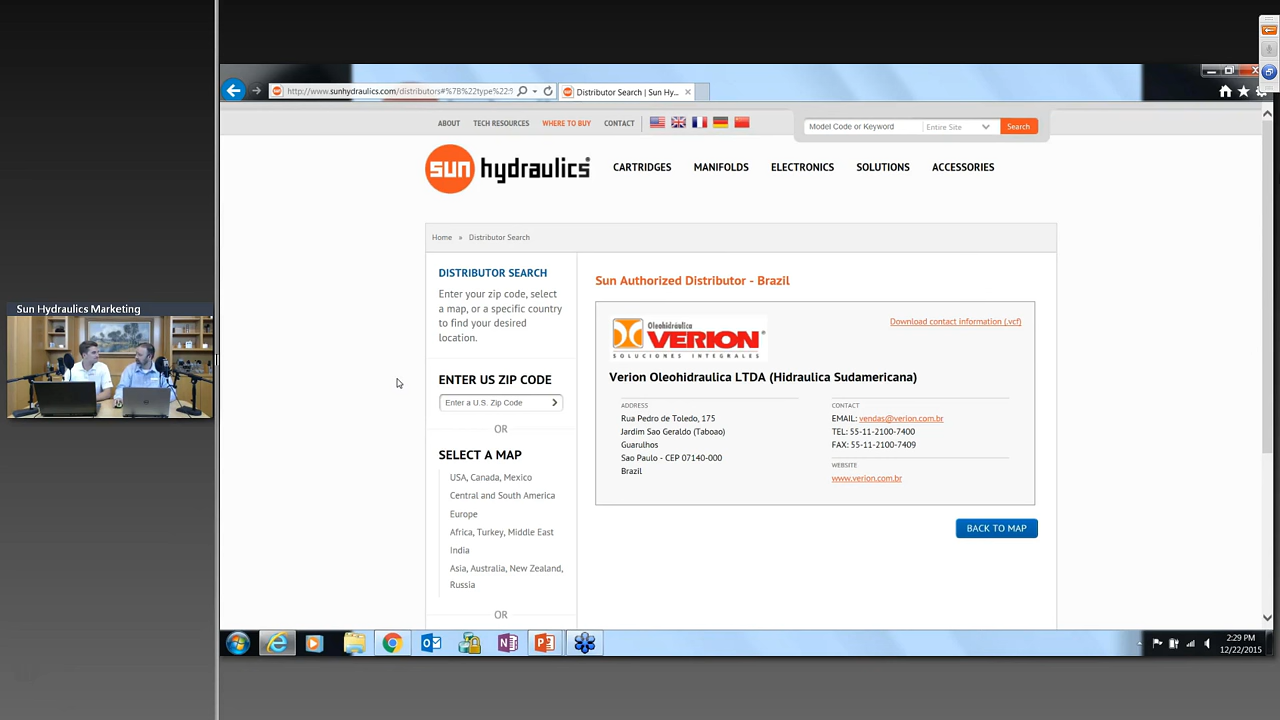 http://www.sunhydraulics.com/distributors#%7B%22type%22:%
Distributor Search | Sun Hy...
ABOUT
TECH RESOURCES
WHERE TO BUY
CONTACT
Model Code or Keyword
Entire Site
Search
sun hydraulics
CARTRIDGES
MANIFOLDS
ELECTRONICS
SOLUTIONS
ACCESSORIES
Home » Distributor Search
DISTRIBUTOR SEARCH
Enter your zip code, select
a map, or a specific country
to find your desired
location.
ENTER US ZIP CODE
Enter a U.S. Zip Code
OR
SELECT A MAP
USA, Canada, Mexico
Central and South America
Europe
Africa, Turkey, Middle East
India
Asia, Australia, New Zealand,
Russia
OR
Sun Authorized Distributor - Brazil
Oleohidráulica
VERION
SOLUCIONES INTEGRALES
Download contact information (.vcf)
Verion Oleohidraulica LTDA (Hidraulica Sudamericana)
ADDRESS
Rua Pedro de Toledo, 175
Jardim Sao Geraldo (Taboao)
Guarulhos
Sao Paulo - CEP 07140-000
Brazil
CONTACT
EMAIL: vendas@verion.com.br
TEL: 55-11-2100-7400
FAX: 55-11-2100-7409
WEBSITE
www.verion.com.br
BACK TO MAP
Sun Hydraulics Marketing
2:29 PM
12/22/2015